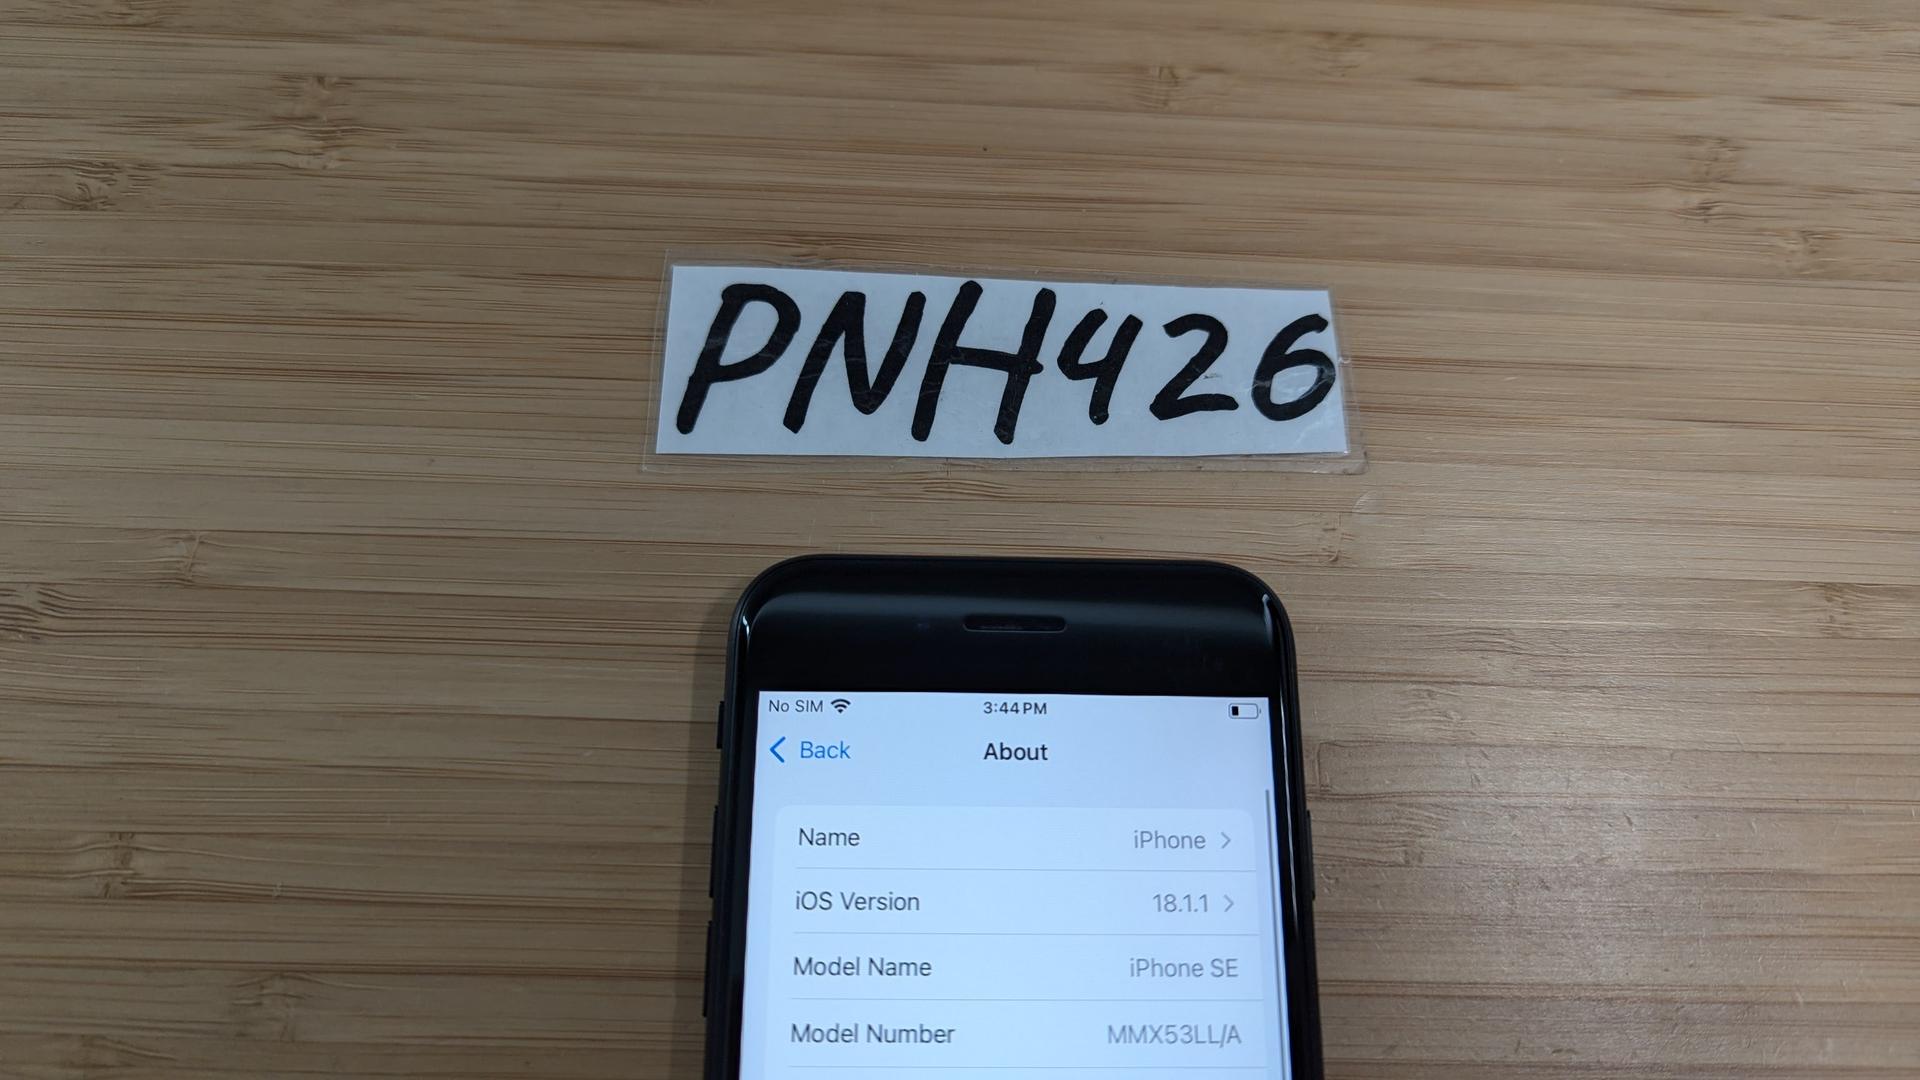 PNH426
No SIM 3:44 PM
Back About
Name iPhone
iOS Version 18.1.1
Model Name iPhone SE
Model Number MMX53LL/A